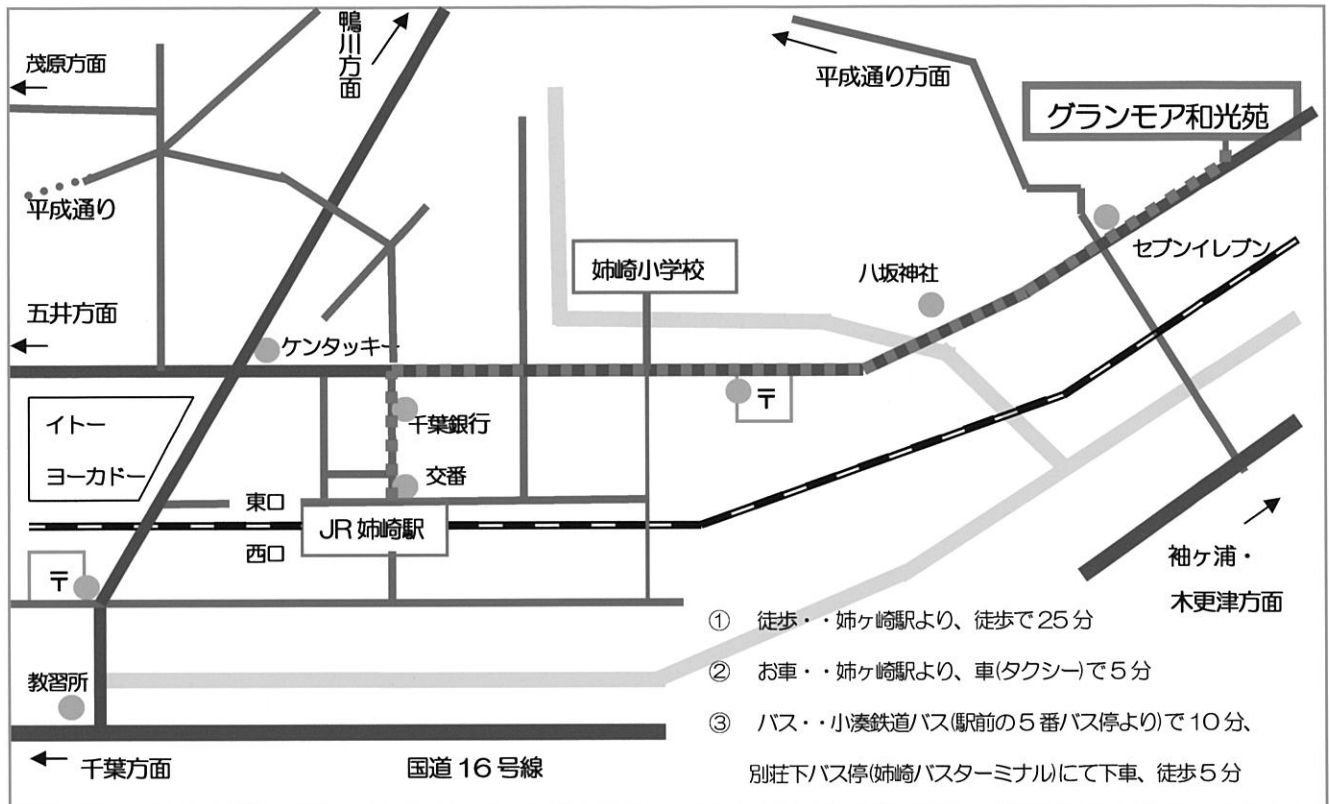 鴨川方面
茂原方面
平成通り方面
グランモア和光苑
平成通り
セブンイレブン
姉崎小学校
八坂神社
五井方面
ケンタッキー
〒
イトー
ヨーカドー
千葉銀行
交番
東口
JR姉崎駅
西口
〒
袖ヶ浦・
木更津方面
① 徒歩・・姉ヶ崎駅より、徒歩で25分
② お車・・姉ヶ崎駅より、車(タクシー)で5分
教習所
③ バス・・小湊鉄道バス(駅前の5番バス停より)で10分、
別荘下バス停(姉崎バスターミナル)にて下車、徒歩5分
千葉方面
国道16号線